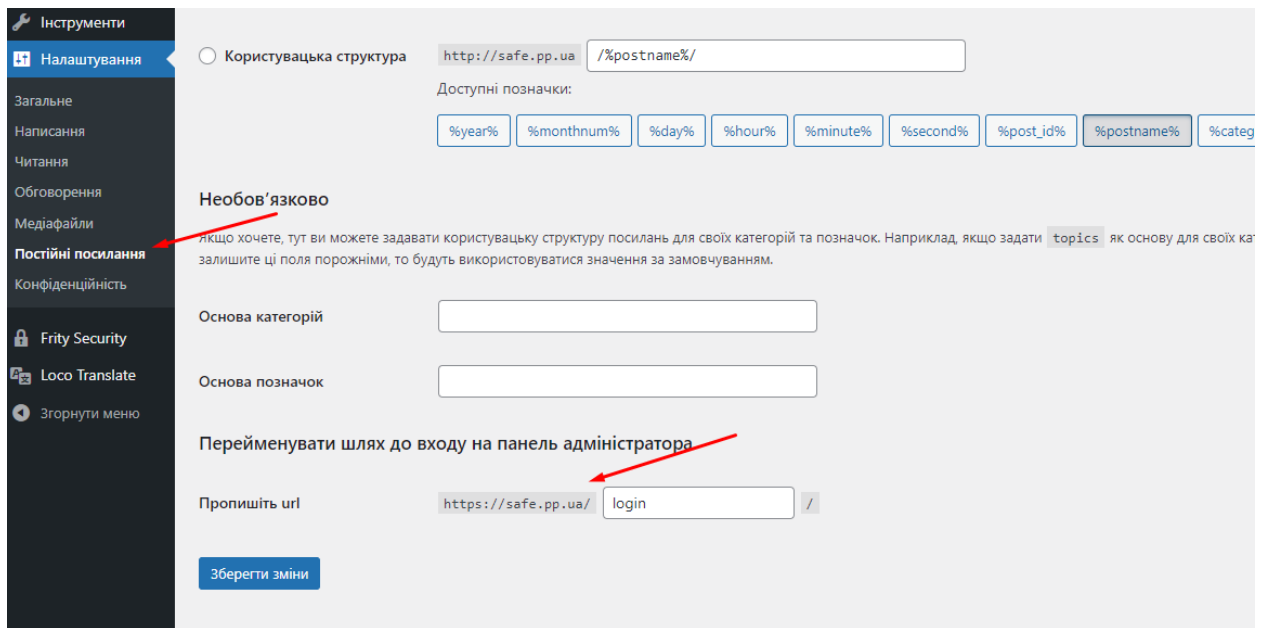 Інструменти
Налаштування
Загальне
Написання
Читання
Обговорення
Медіафайли
Постійні посилання
Конфіденційність
Frity Security
Loco Translate
Згорнути меню
Користувацька структура
http://safe.pp.ua
/%postname%/
Доступні позначки:
%year% %monthnum% %day% %hour% %minute% %second% %post_id% %postname%
Необов’язково
Якщо хочете, тут ви можете задавати користувацьку структуру посилань для своїх категорій та позначок. Наприклад, якщо задати topics як основу для своїх
залишите ці поля порожніми, то будуть використовуватися значення за замовчуванням.
Основа категорій
Основа позначок
Перейменувати шлях до входу на панель адміністратора
Пропишіть url
https://safe.pp.ua/ login /
Зберегти зміни